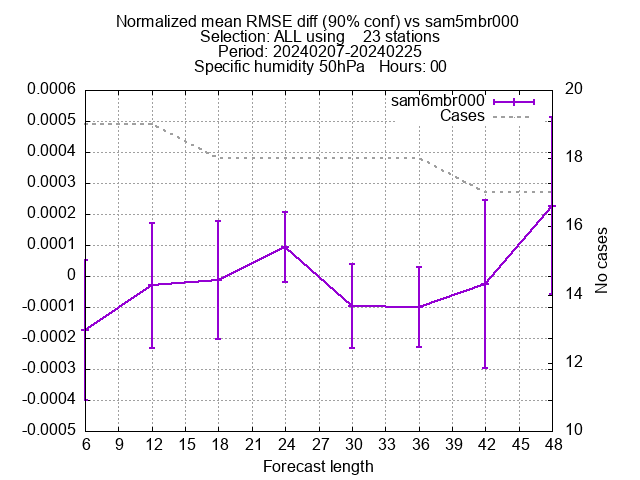 Normalized mean RMSE diff (90% conf) vs sam5mbr000
Selection: ALL using    23 stations
Period: 20240207-20240225
Specific humidity 50hPa   Hours: 00
sam6mbr000
Cases
0.0006
0.0005
0.0004
0.0003
0.0002
0.0001
0
-0.0001
-0.0002
-0.0003
-0.0004
-0.0005
20
18
16
14
12
10
No cases
6 9 12 15 18 21 24 27 30 33 36 39 42 45 48
Forecast length